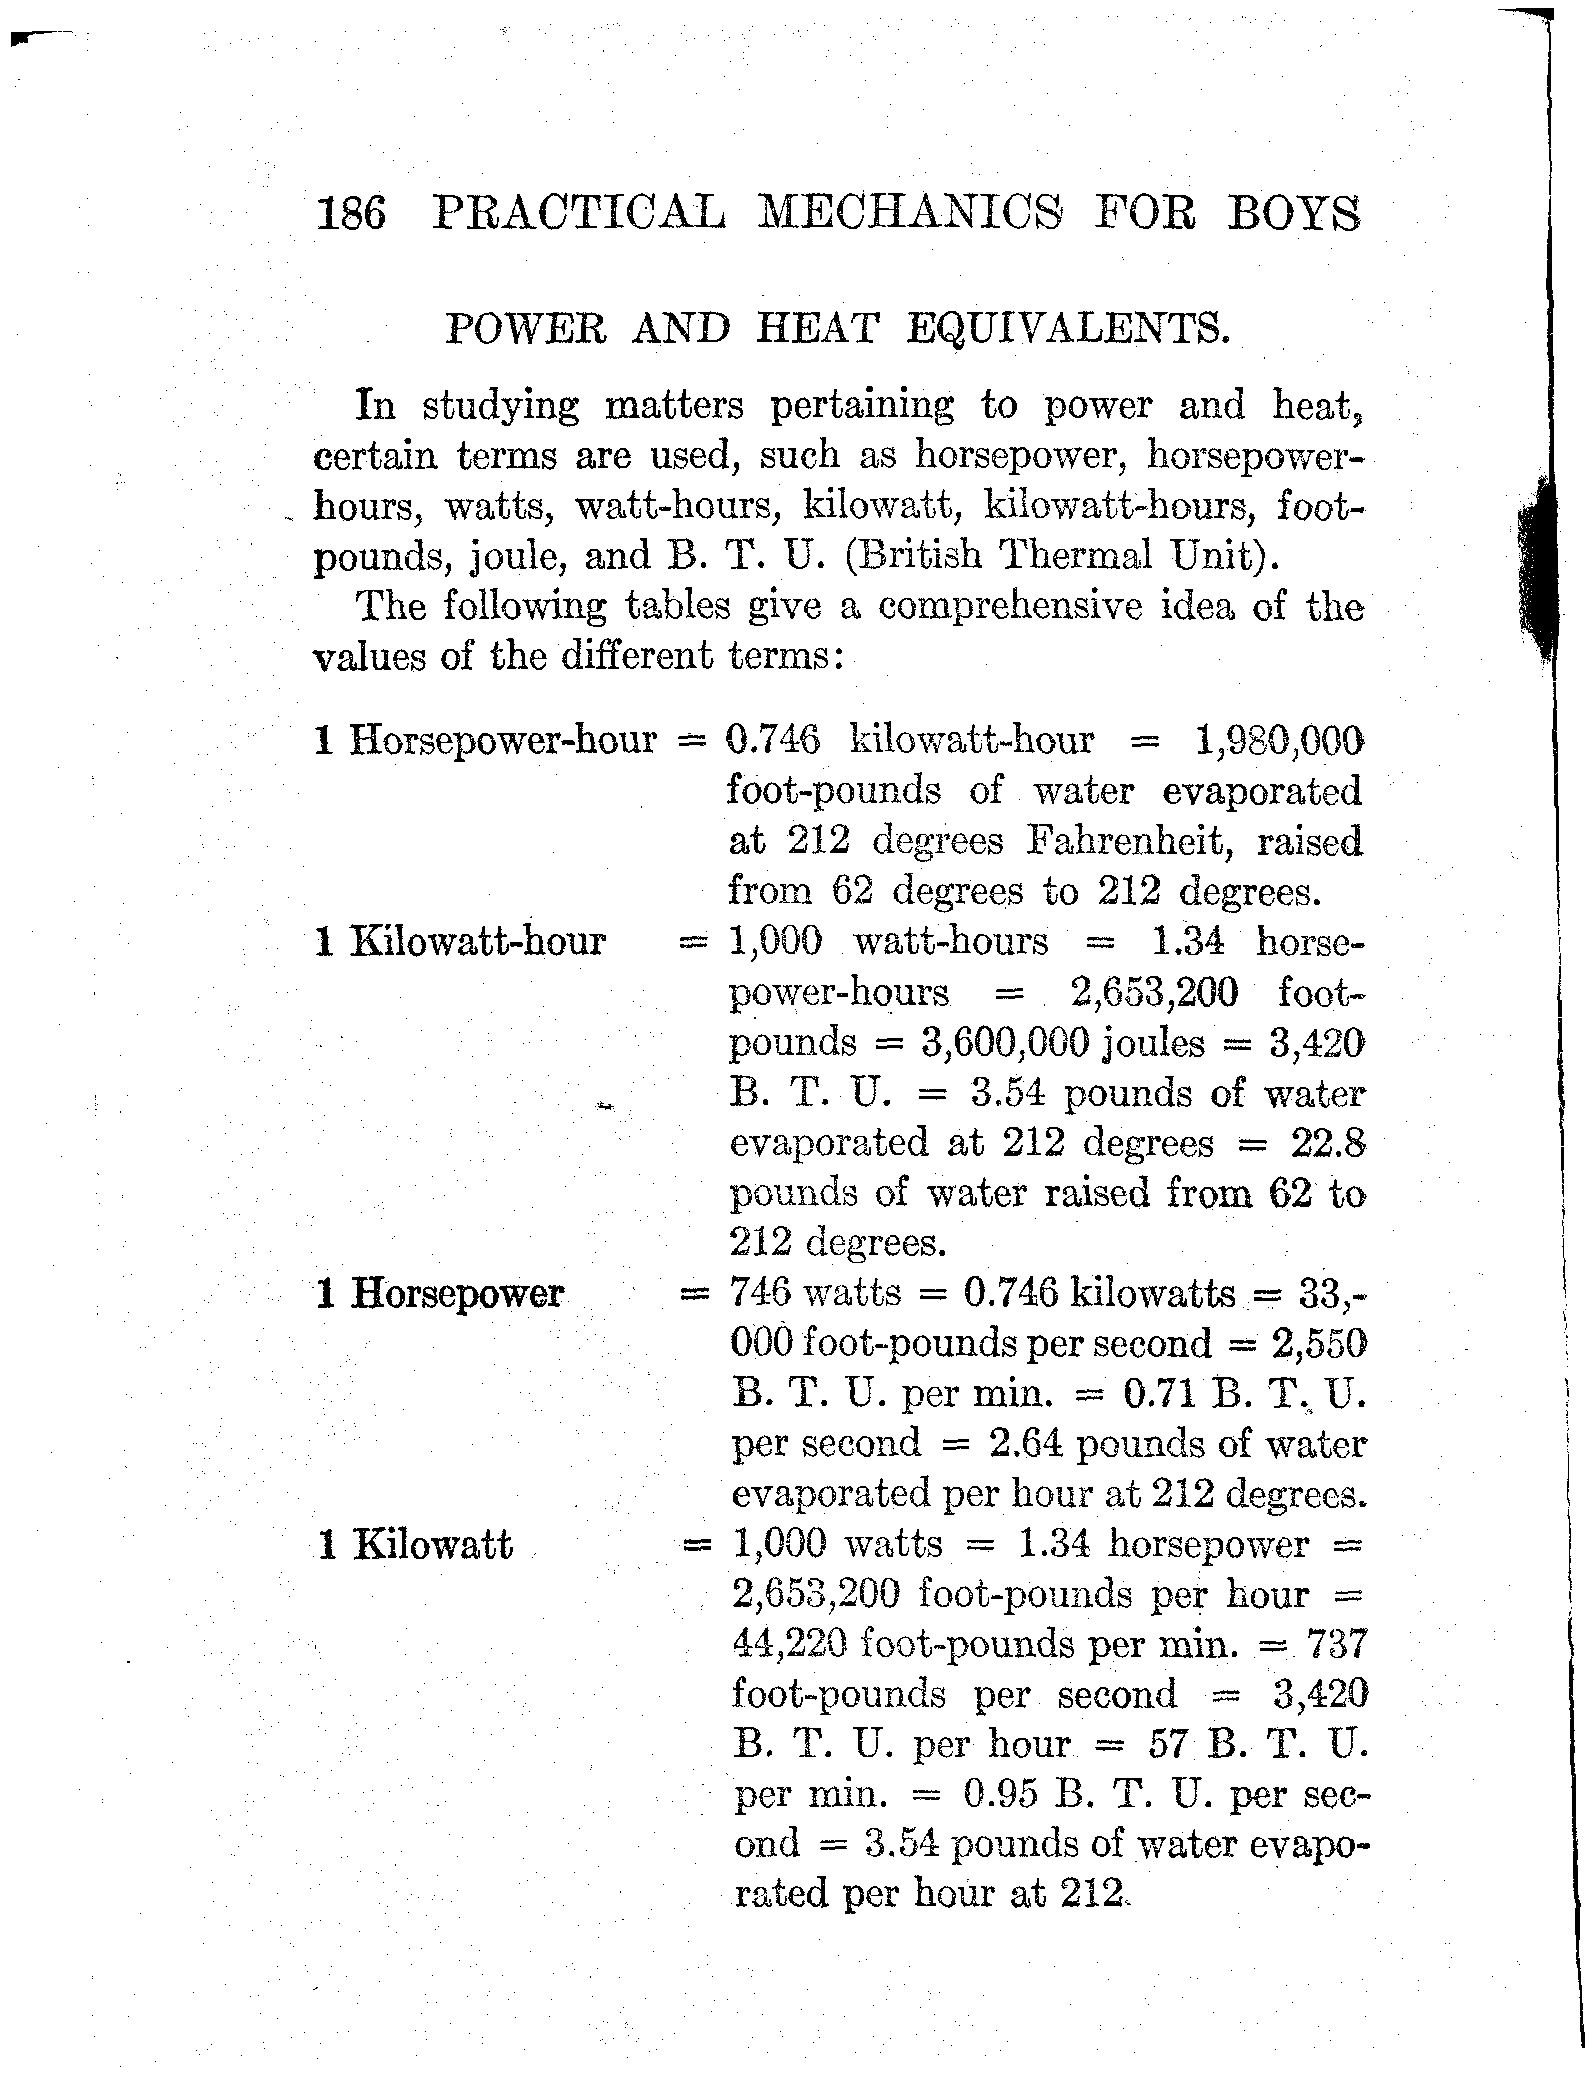 186 PRACTICAL MECHANICS FOR BOYS
POWER AND HEAT EQUIVALENTS.
In studying matters pertaining to power and heat,
certain terms are used, such as horsepower, horsepower-
hours, watts, watt-hours, kilowatt, kilowatt-hours, foot-
pounds, joule, and B. T. U. (British Thermal Unit).
The following tables give a comprehensive idea of the
values of the different terms:
1 Horsepower-hour = 0.746 kilowatt-hour = 1,980,000
foot-pounds of water evaporated
at 212 degrees Fahrenheit, raised
from 62 degrees to 212 degrees.
1 Kilowatt-hour = 1,000 watt-hours = 1.34 horse-
power-hours = 2,653,200 foot-
pounds = 3,600,000 joules = 3,420
B. T. U. = 3.54 pounds of water
evaporated at 212 degrees = 22.8
pounds of water raised from 62 to
212 degrees.
1 Horsepower = 746 watts = 0.746 kilowatts = 33,-
000 foot-pounds per second = 2,550
B. T. U. per min. = 0.71 B. T. U.
per second = 2.64 pounds of water
evaporated per hour at 212 degrees.
1 Kilowatt = 1,000 watts = 1.34 horsepower =
2,653,200 foot-pounds per hour =
44,220 foot-pounds per min. = 737
foot-pounds per second = 3,420
B. T. U. per hour = 57 B. T. U.
per min. = 0.95 B. T. U. per sec-
ond = 3.54 pounds of water evapo-
rated per hour at 212.